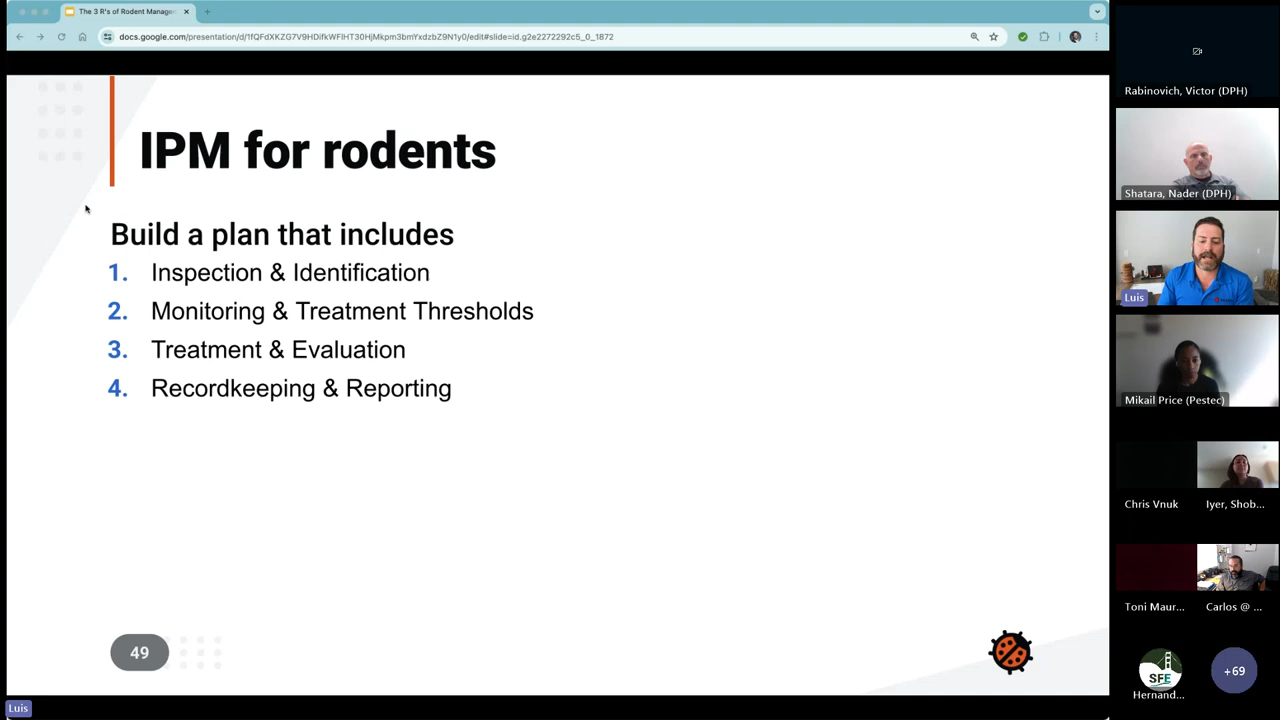 The 3 R's of Rodent Manage
docs.google.com/presentation/d/1fQFdXKZG7V9HDifkWFIHT30HjMkpm3bmYxdzbZ9N1y0/edit#slide=id.g2e2272292c5_0_1872
IPM for rodents
Build a plan that includes
1. Inspection & Identification
2. Monitoring & Treatment Thresholds
3. Treatment & Evaluation
4. Recordkeeping & Reporting
49
Luis
Rabinovich, Victor (DPH)
Shatara, Nader (DPH)
Luis
Mikail Price (Pestec)
Chris Vnuk
Iyer, Shob...
Toni Maur...
Carlos @ ...
SFE
Hernand...
+69